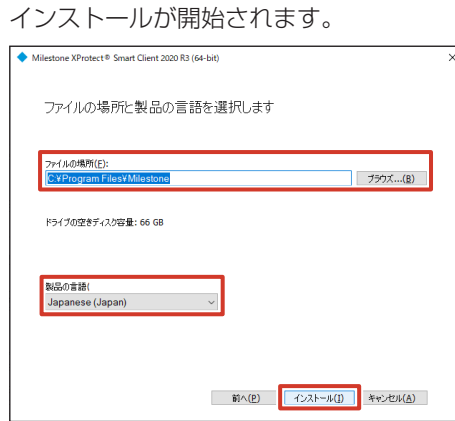 インストールが開始されます。
Milestone XProtect® Smart Client 2020 R3 (64-bit)
ファイルの場所と製品の言語を選択します
ファイルの場所(F):
C:¥Program Files¥Milestone
ブラウズ...(B)
ドライブの空きディスク容量: 66 GB
製品の言語(
Japanese (Japan)
前へ(P) インストール(I) キャンセル(A)